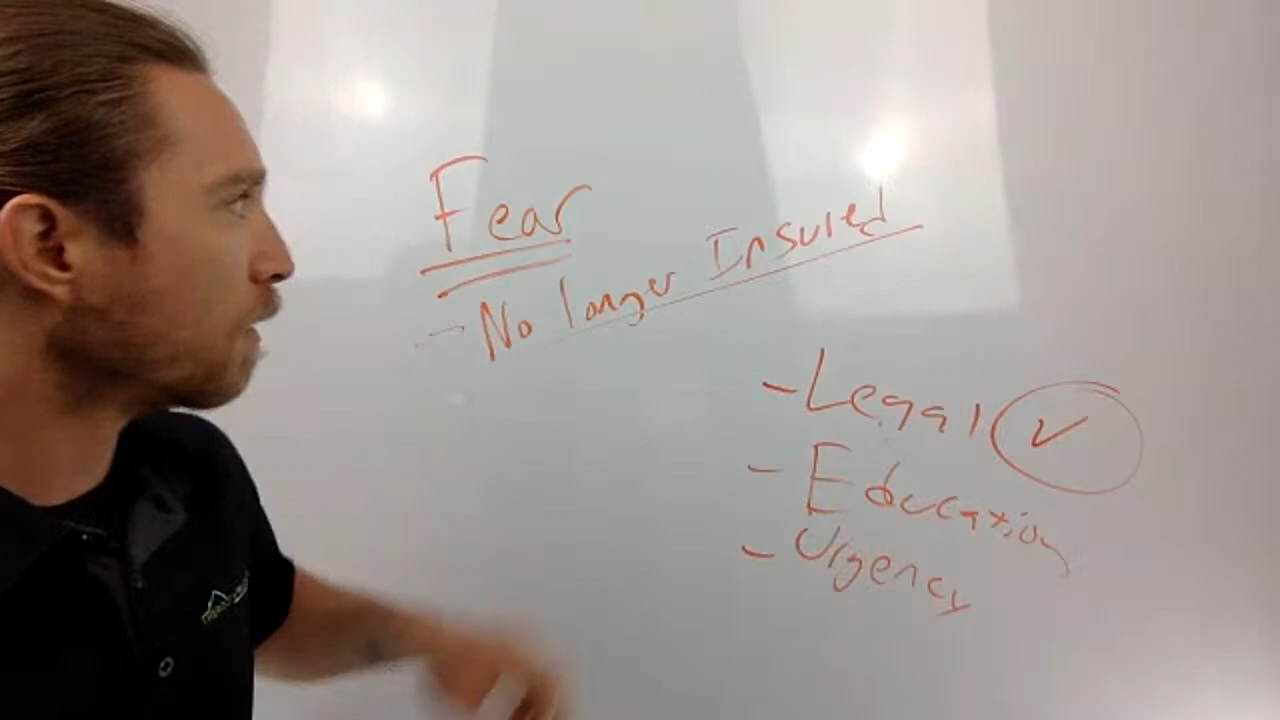 Fear
- No longer Insured
- Legal ✓
- Education
- Urgency